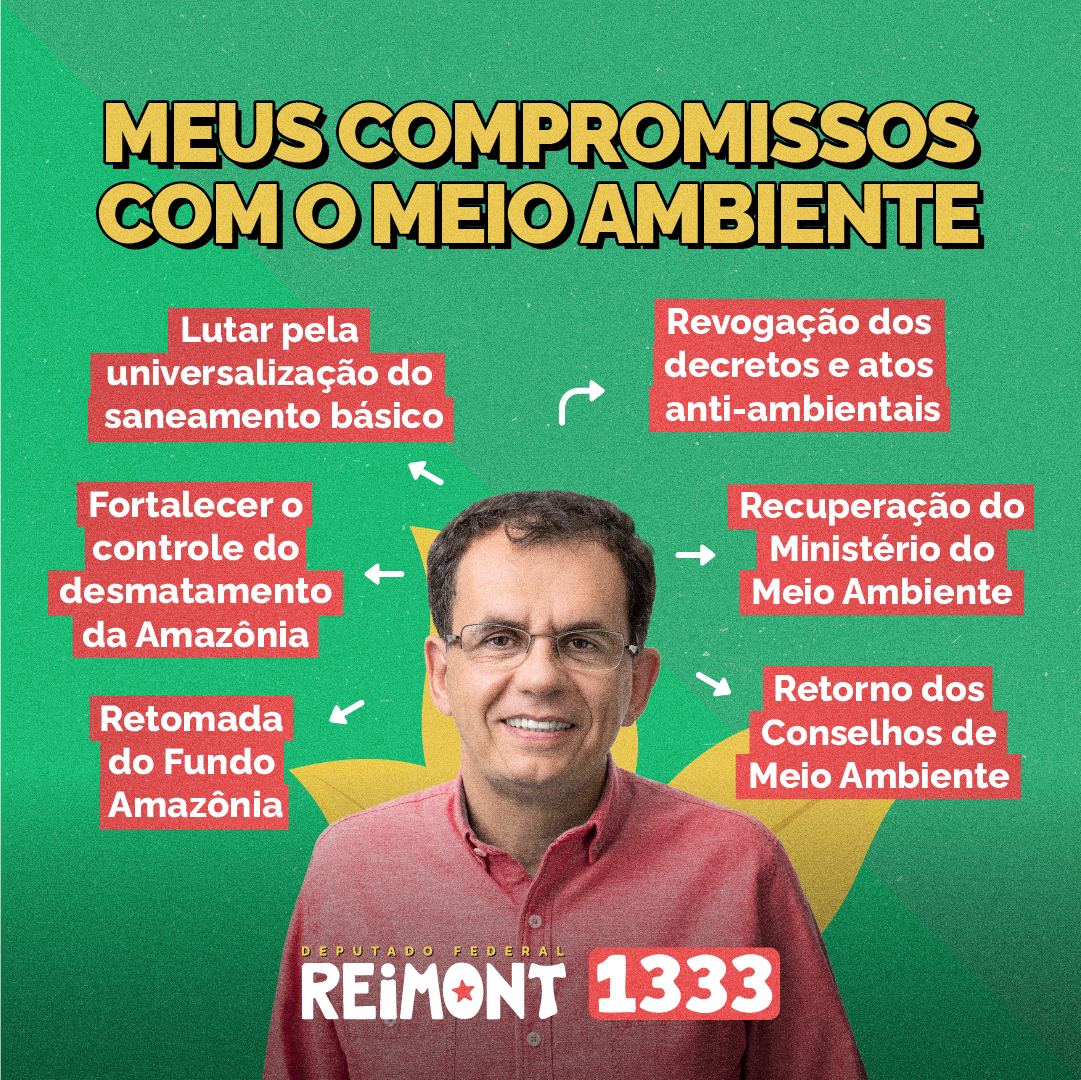 MEUS COMPROMISSOS
COM O MEIO AMBIENTE
Lutar pela
universalização do
saneamento básico
Revogação dos
decretos e atos
anti-ambientais
Fortalecer o
controle do
desmatamento
da Amazônia
Recuperação do
Ministério do
Meio Ambiente
Retomada
do Fundo
Amazônia
Retorno dos
Conselhos de
Meio Ambiente
DEPUTADO FEDERAL
REiMONT 1333